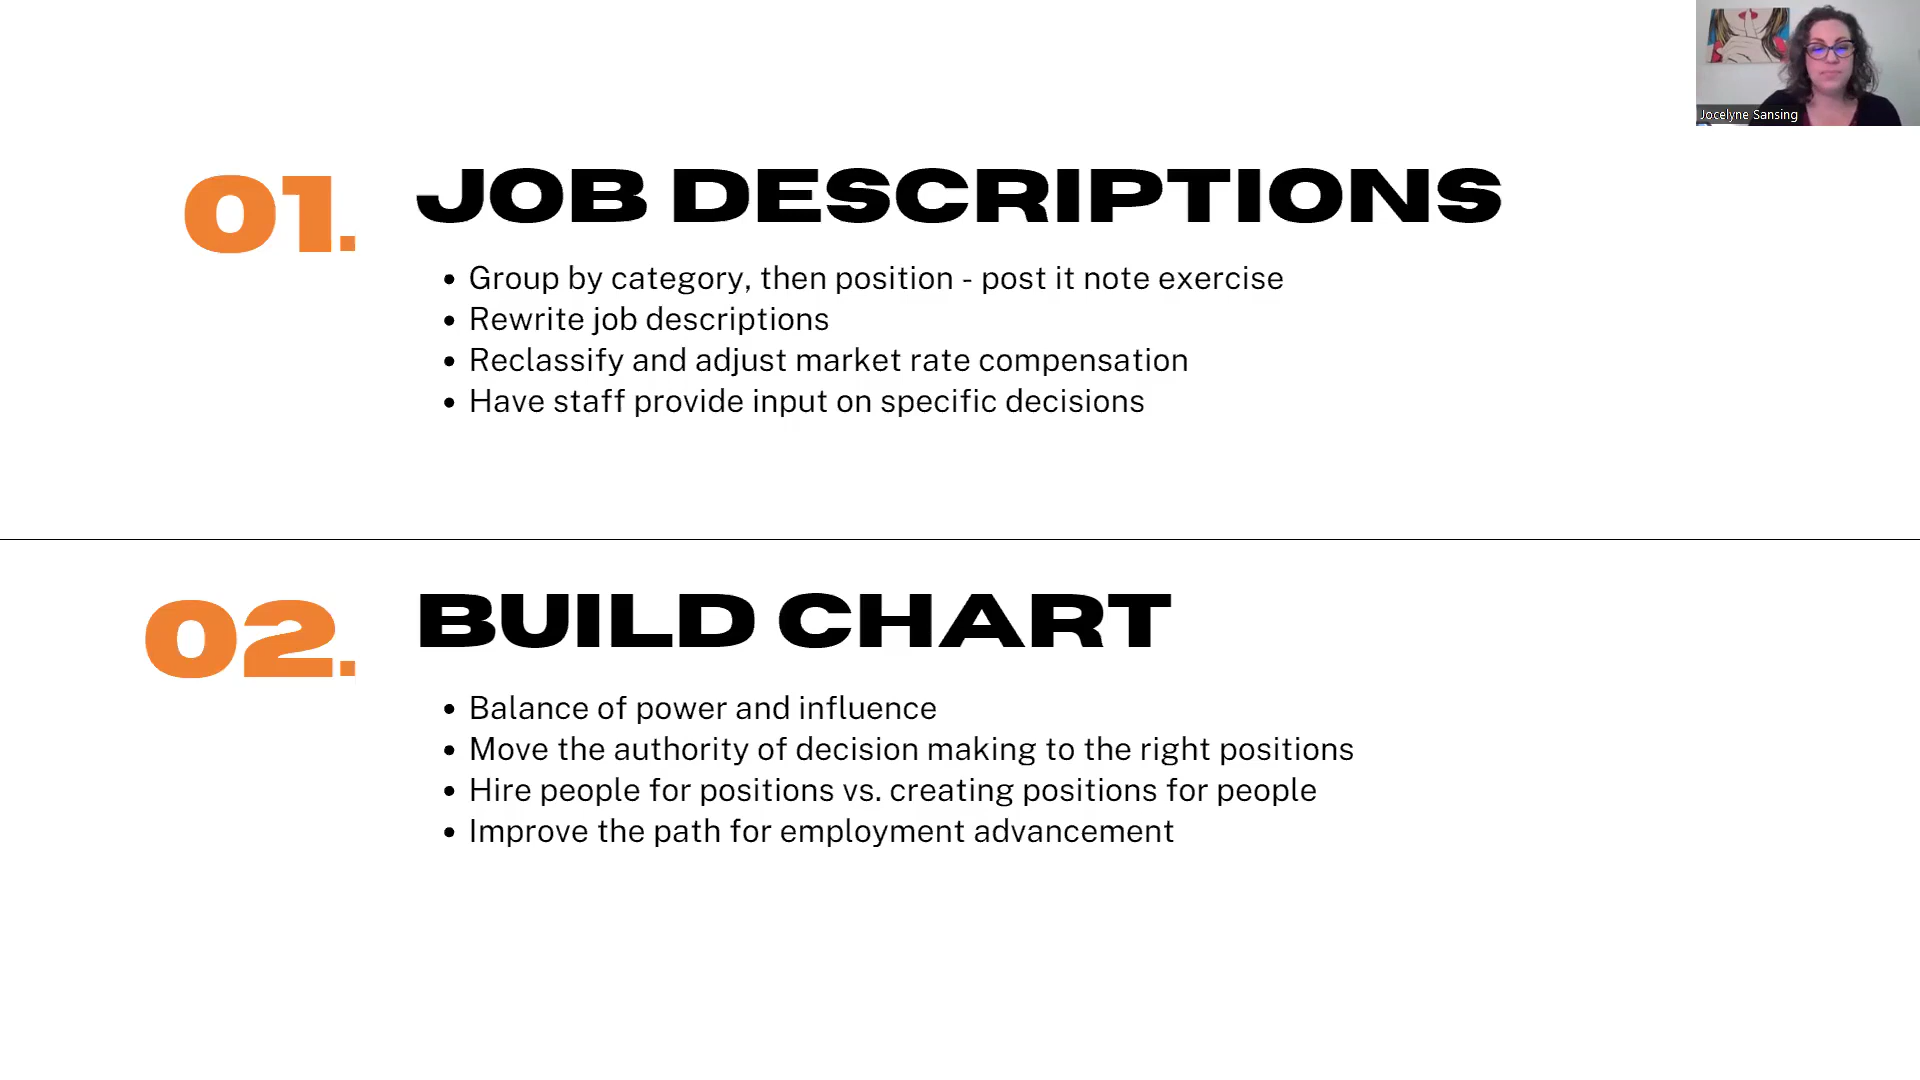 Jocelyne Sansing
01. JOB DESCRIPTIONS
• Group by category, then position - post it note exercise
• Rewrite job descriptions
• Reclassify and adjust market rate compensation
• Have staff provide input on specific decisions
02. BUILD CHART
• Balance of power and influence
• Move the authority of decision making to the right positions
• Hire people for positions vs. creating positions for people
• Improve the path for employment advancement